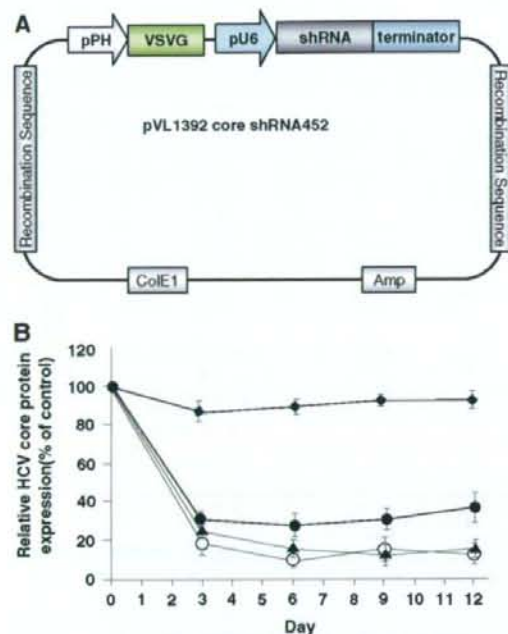 A
pPH
VSVG
pU6
shRNA
terminator
Recombination Sequence
pVL1392 core shRNA452
Recombination Sequence
ColE1
Amp
B
Relative HCV core protein
expression(% of control)
120
100
80
60
40
20
0
0 1 2 3 4 5 6 7 8 9 10 11 12
Day